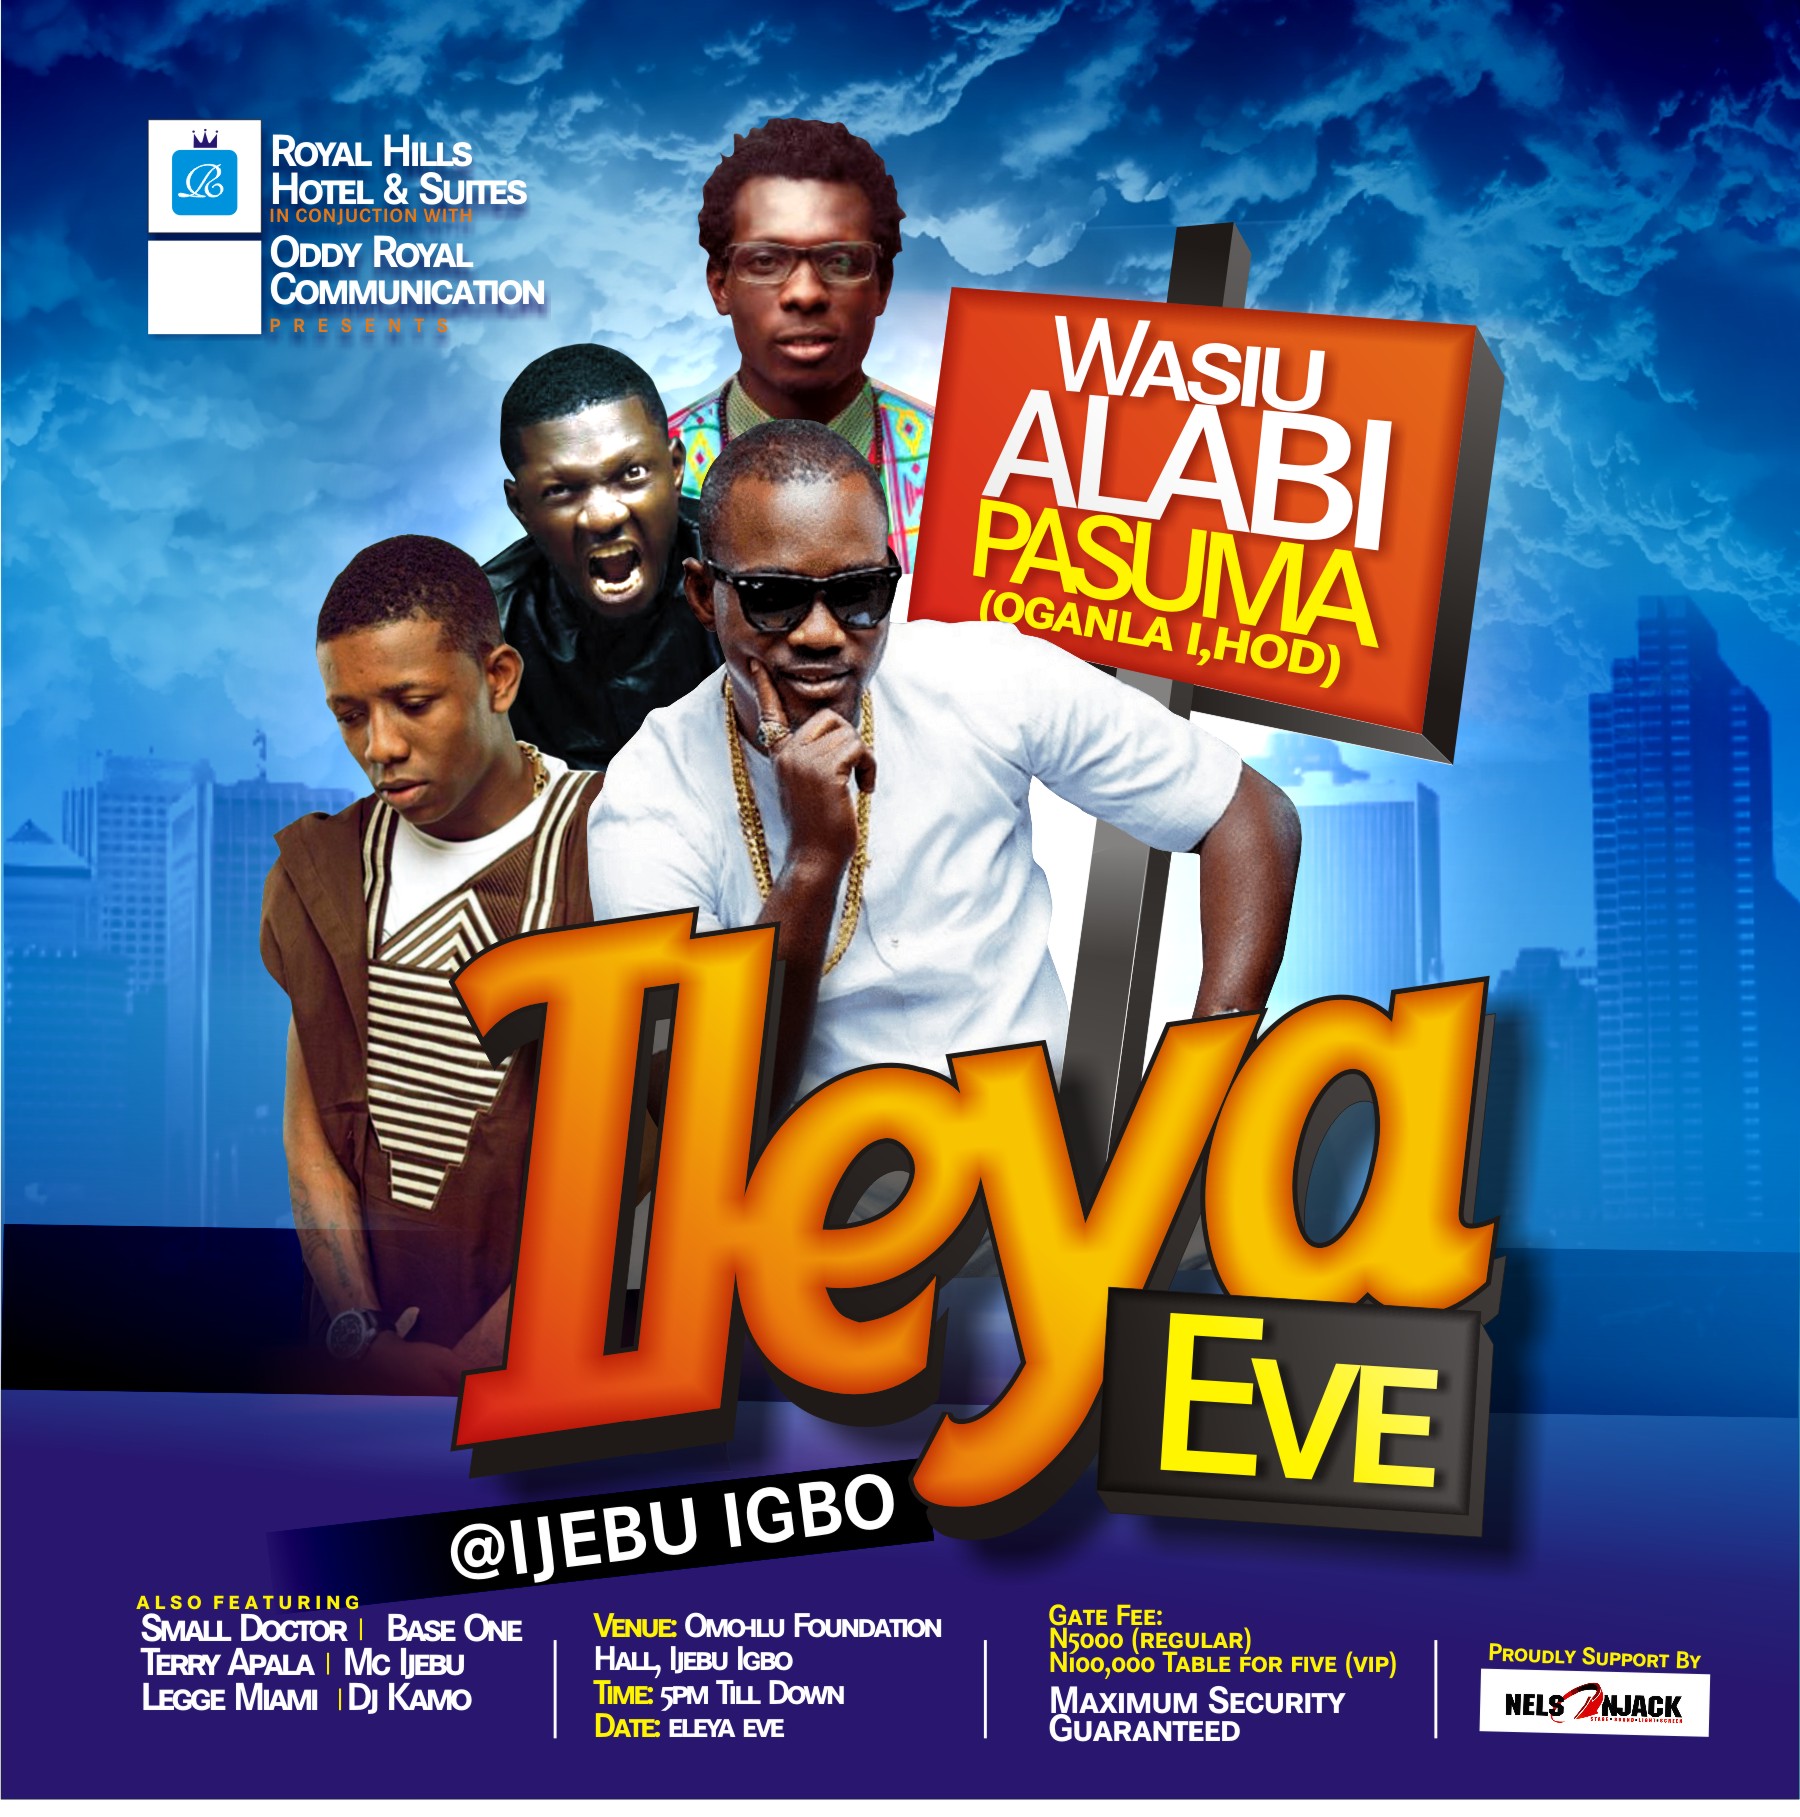 ROYAL HILLS
HOTEL & SUITES
IN CONJUCTION WITH
ODDY ROYAL
COMMUNICATION
PRESENTS
WASIU
ALABI
PASUMA
(OGANLA I,HOD)
Ileya
EVE
@IJEBU IGBO
ALSO FEATURING
SMALL DOCTOR | BASE ONE
TERRY APALA | MC IJEBU
LEGGE MIAMI | DJ KAMO
VENUE: OMO-ILU FOUNDATION
HALL, IJEBU IGBO
TIME: 5PM TILL DOWN
DATE: ELEYA EVE
GATE FEE:
N5000 (REGULAR)
N100,000 TABLE FOR FIVE (VIP)
MAXIMUM SECURITY
GUARANTEED
PROUDLY SUPPORT BY
NELSONJACK